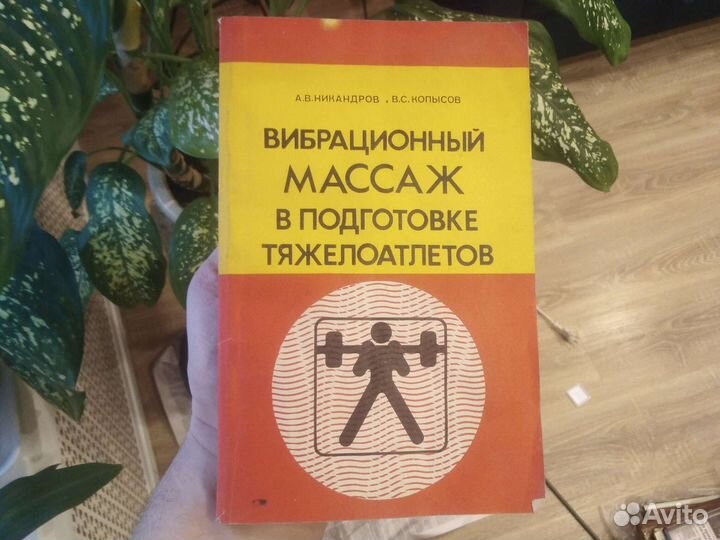 А.В.НИКАНДРОВ , В.С.КОПЫСОВ
ВИБРАЦИОННЫЙ
МАССАЖ
В ПОДГОТОВКЕ
ТЯЖЕЛОАТЛЕТОВ
Avito